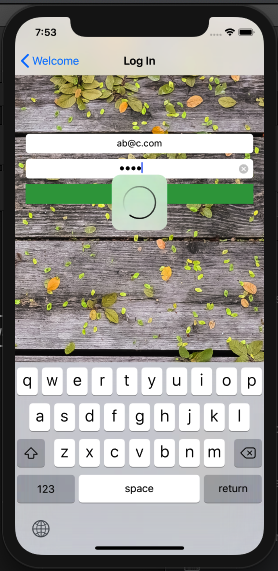 7:53
Welcome
Log In
ab@c.com
••••
q w e r t y u i o p
a s d f g h j k l
z x c v b n m
123 space return